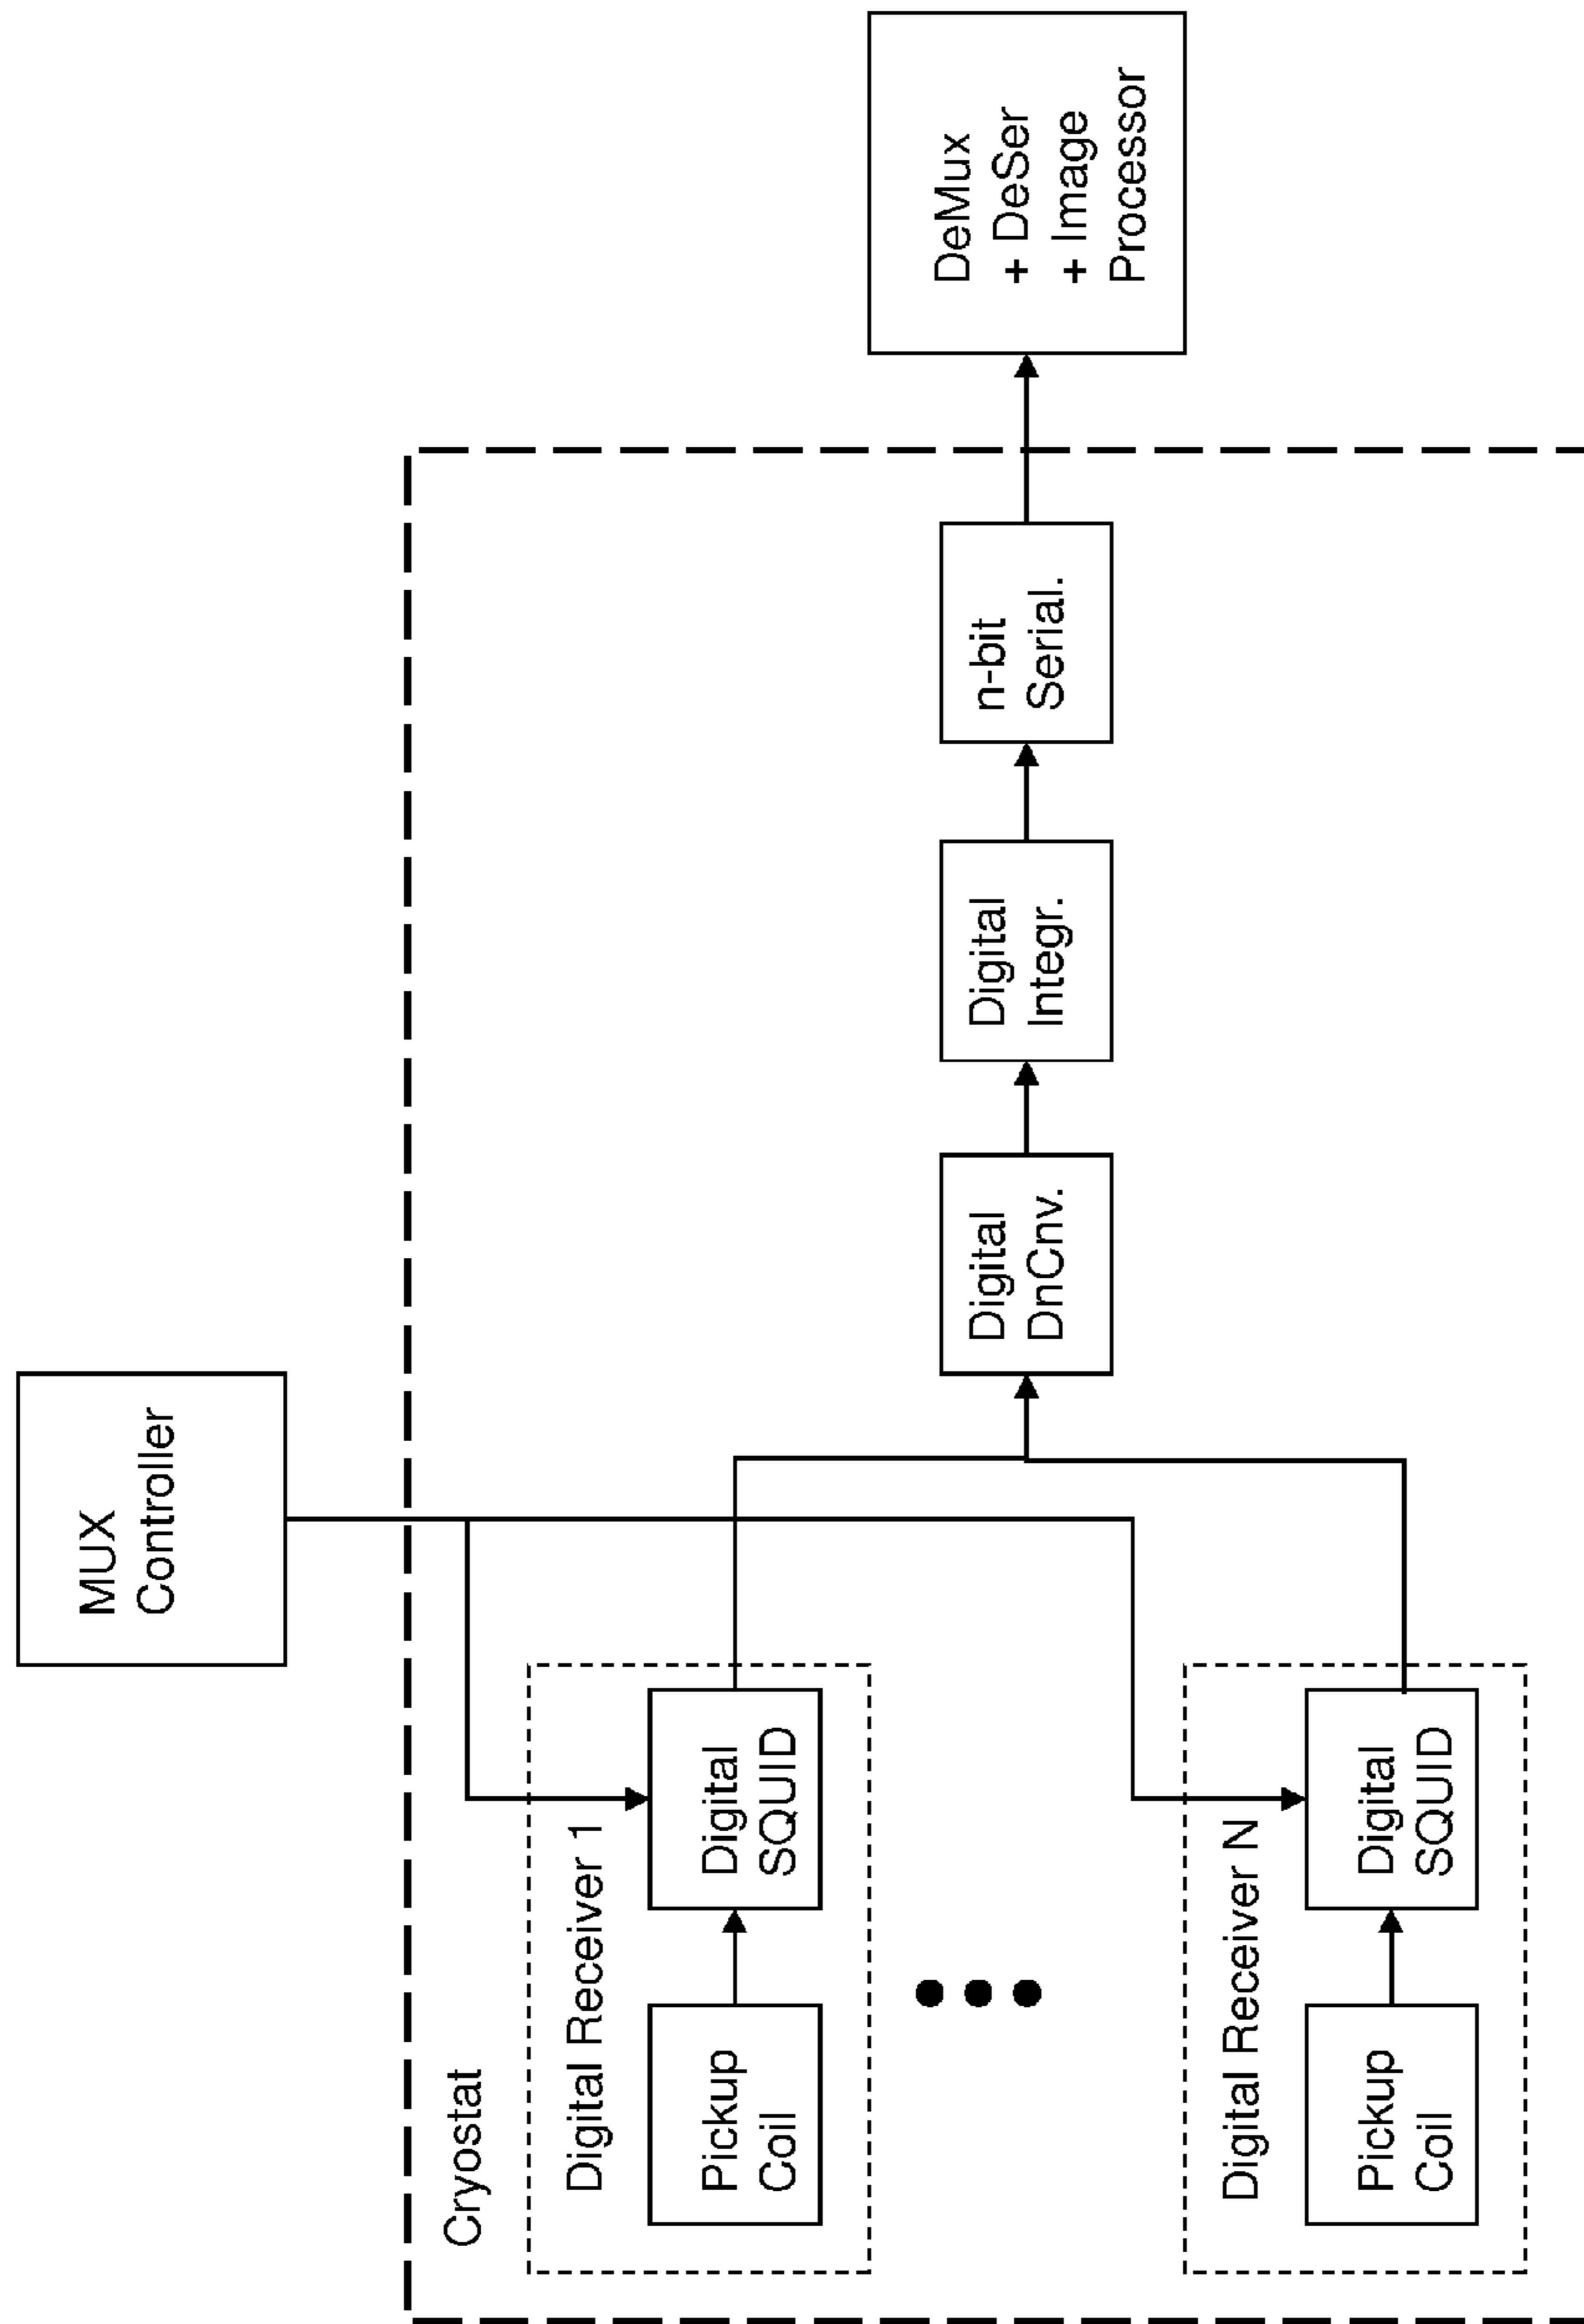 MUX
Controller
Cryostat
Digital Receiver 1
Pickup
Coil
Digital
SQUID
Digital
DnCnv.
Digital
Integr.
n-bit
Serial.
DeMux
+ DeSer
+ Image
Processor
Digital Receiver N
Pickup
Coil
Digital
SQUID